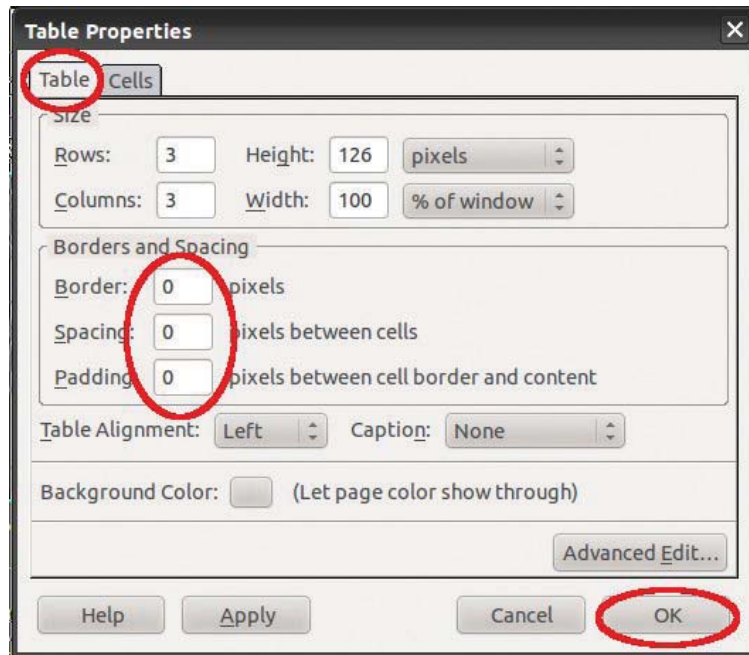 Table Properties
Table Cells
Size
Rows: 3 Height: 126 pixels
Columns: 3 Width: 100 % of window
Borders and Spacing
Border: 0 pixels
Spacing: 0 pixels between cells
Padding 0 pixels between cell border and content
Table Alignment: Left Caption: None
Background Color: (Let page color show through)
Advanced Edit...
Help Apply Cancel OK